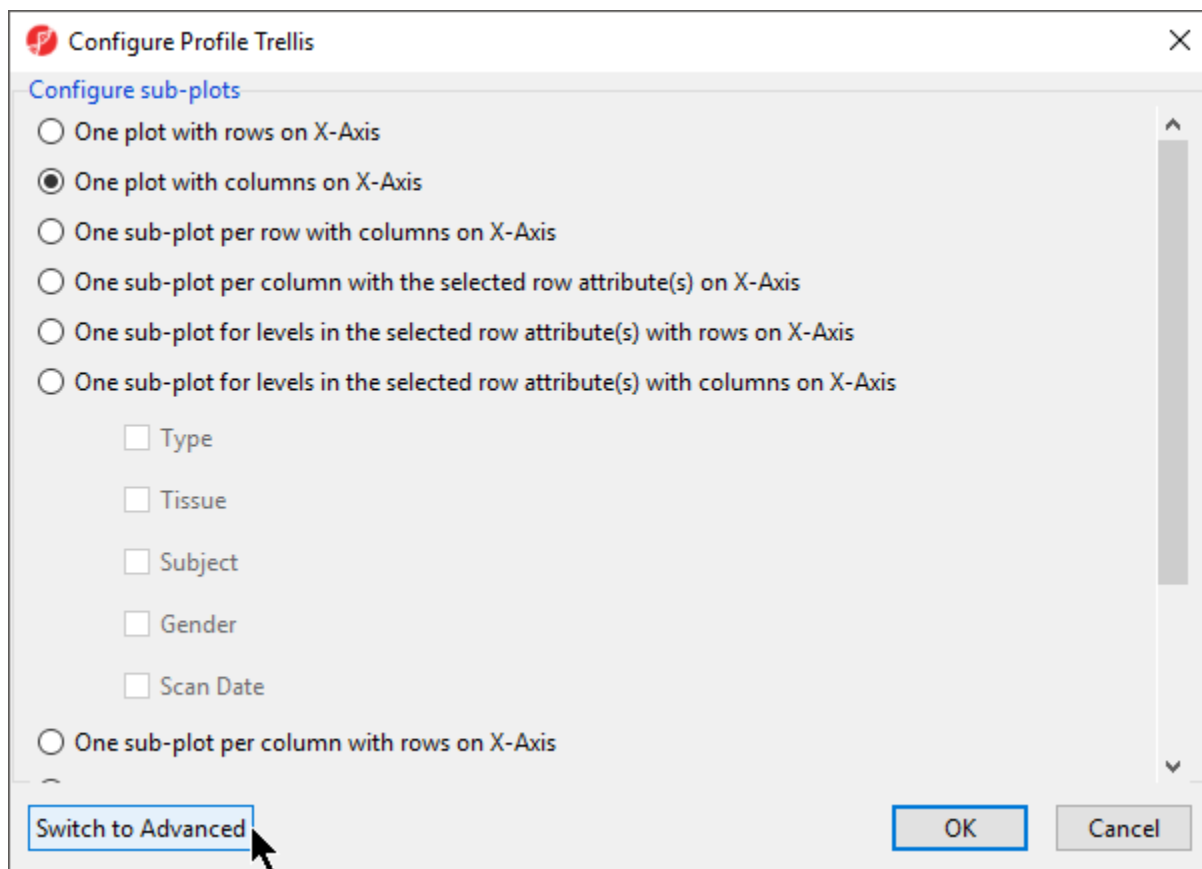 Configure Profile Trellis
Configure sub-plots
One plot with rows on X-Axis
One plot with columns on X-Axis
One sub-plot per row with columns on X-Axis
One sub-plot per column with the selected row attribute(s) on X-Axis
One sub-plot for levels in the selected row attribute(s) with rows on X-Axis
One sub-plot for levels in the selected row attribute(s) with columns on X-Axis
Type
Tissue
Subject
Gender
Scan Date
One sub-plot per column with rows on X-Axis
Switch to Advanced
OK
Cancel